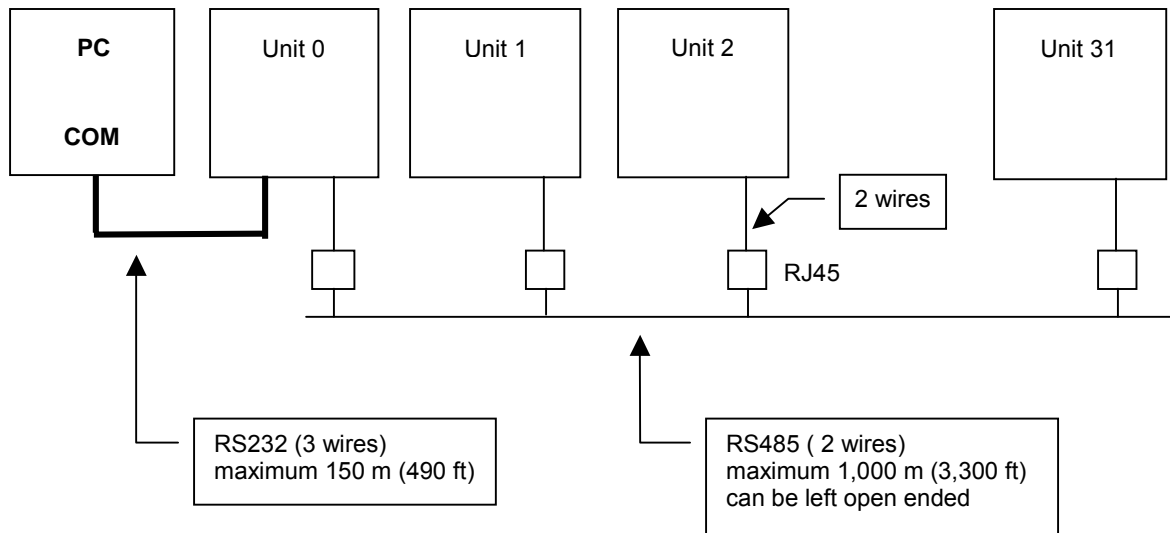 PC
COM
Unit 0
Unit 1
Unit 2
Unit 31
2 wires
RJ45
RS232 (3 wires)
maximum 150 m (490 ft)
RS485 ( 2 wires)
maximum 1,000 m (3,300 ft)
can be left open ended